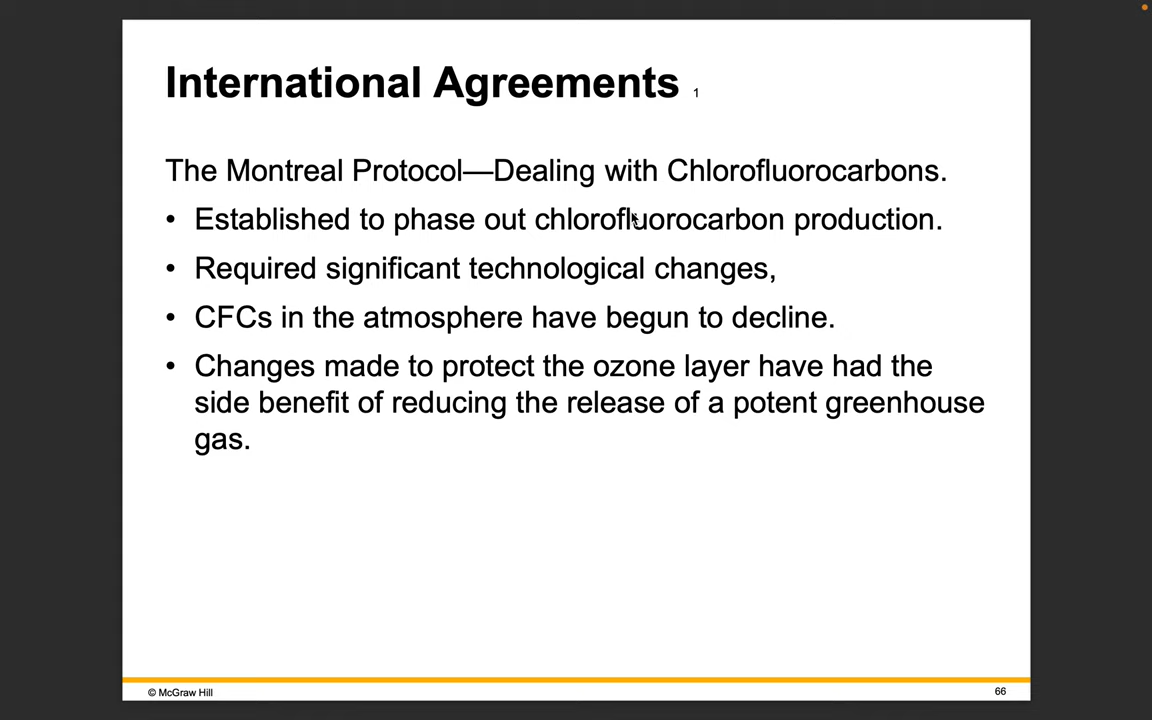 International Agreements 1
The Montreal Protocol—Dealing with Chlorofluorocarbons.
• Established to phase out chlorofluorocarbon production.
• Required significant technological changes,
• CFCs in the atmosphere have begun to decline.
• Changes made to protect the ozone layer have had the
side benefit of reducing the release of a potent greenhouse
gas.
© McGraw Hill
66